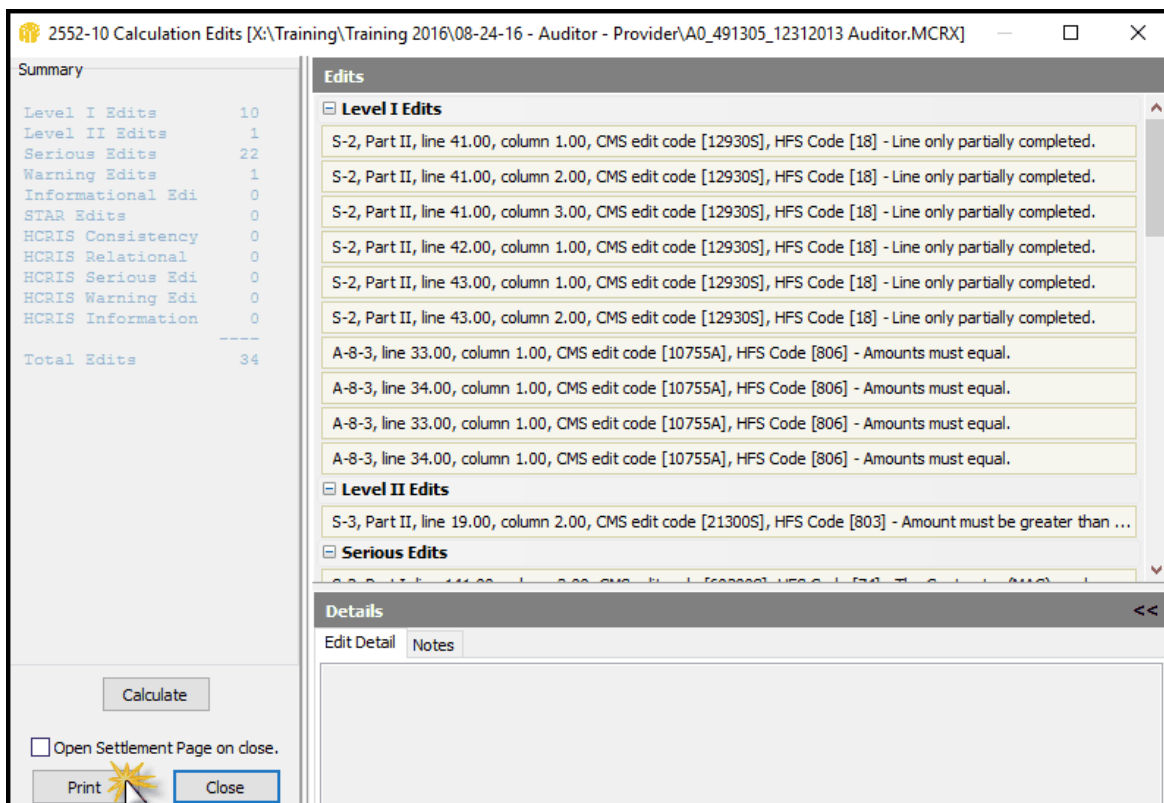 2552-10 Calculation Edits [X:\Training\Training 2016\08-24-16 - Auditor - Provider\A0_491305_12312013 Auditor.MCRX]
Summary
Level I Edits 10
Level II Edits 1
Serious Edits 22
Warning Edits 1
Informational Edi 0
STAR Edits 0
HCRIS Consistency 0
HCRIS Relational 0
HCRIS Serious Edi 0
HCRIS Warning Edi 0
HCRIS Information 0
----
Total Edits 34
Calculate
Open Settlement Page on close.
Print
Close
Edits
Level I Edits
S-2, Part II, line 41.00, column 1.00, CMS edit code [12930S], HFS Code [18] - Line only partially completed.
S-2, Part II, line 41.00, column 2.00, CMS edit code [12930S], HFS Code [18] - Line only partially completed.
S-2, Part II, line 41.00, column 3.00, CMS edit code [12930S], HFS Code [18] - Line only partially completed.
S-2, Part II, line 42.00, column 1.00, CMS edit code [12930S], HFS Code [18] - Line only partially completed.
S-2, Part II, line 43.00, column 1.00, CMS edit code [12930S], HFS Code [18] - Line only partially completed.
S-2, Part II, line 43.00, column 2.00, CMS edit code [12930S], HFS Code [18] - Line only partially completed.
A-8-3, line 33.00, column 1.00, CMS edit code [10755A], HFS Code [806] - Amounts must equal.
A-8-3, line 34.00, column 1.00, CMS edit code [10755A], HFS Code [806] - Amounts must equal.
A-8-3, line 33.00, column 1.00, CMS edit code [10755A], HFS Code [806] - Amounts must equal.
A-8-3, line 34.00, column 1.00, CMS edit code [10755A], HFS Code [806] - Amounts must equal.
Level II Edits
S-3, Part II, line 19.00, column 2.00, CMS edit code [21300S], HFS Code [803] - Amount must be greater than ...
Serious Edits
Details
<<
Edit Detail
Notes